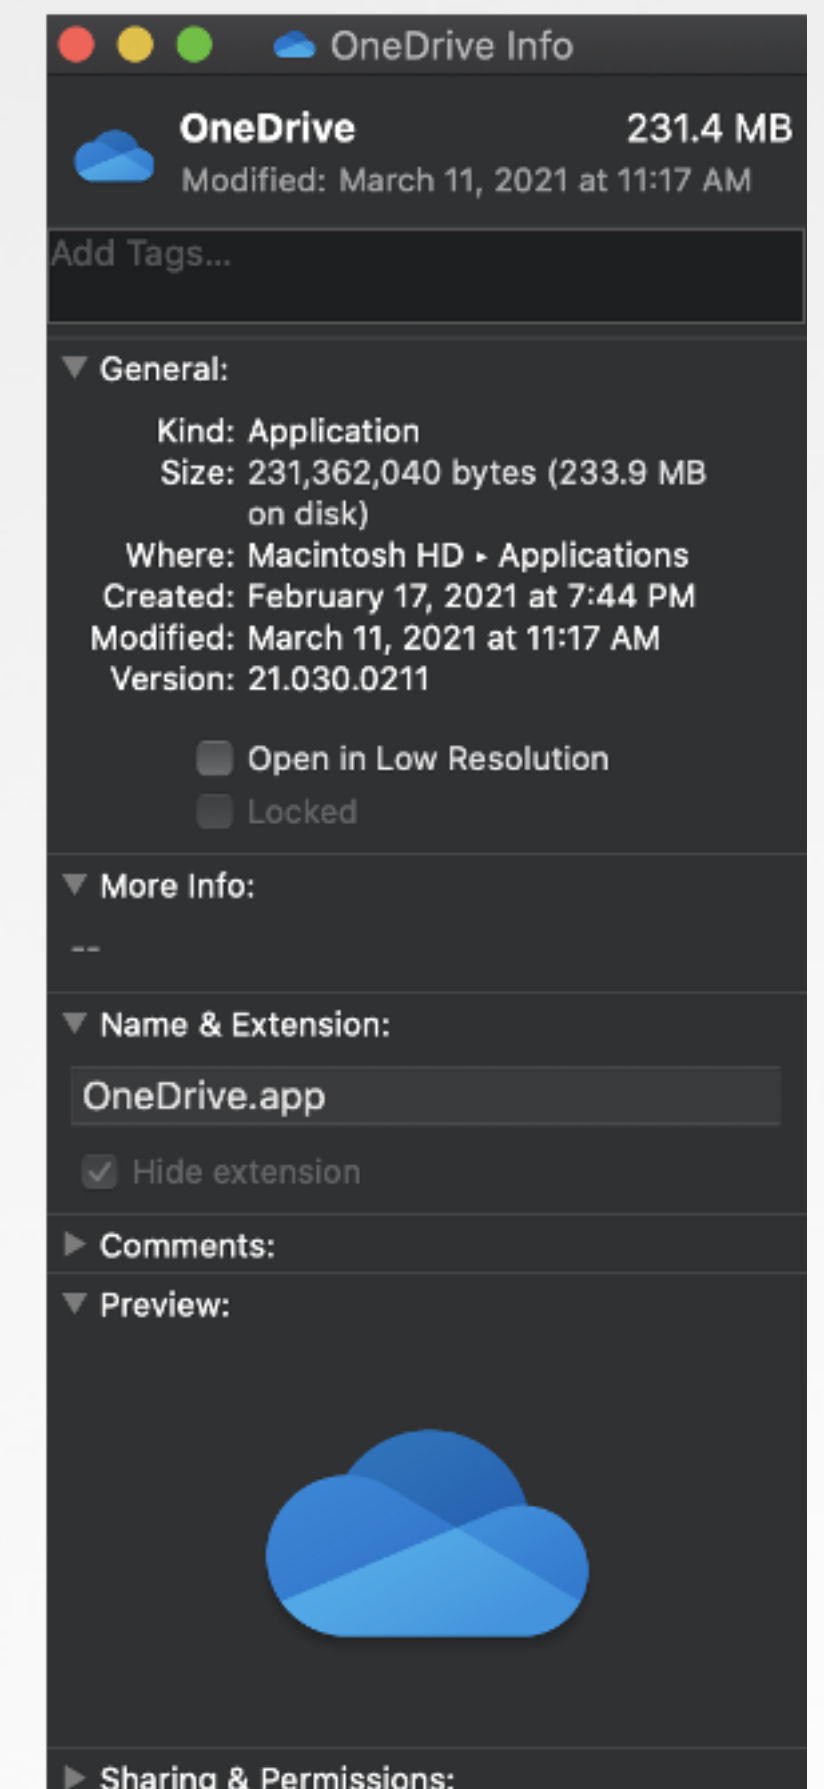 OneDrive Info
OneDrive 231.4 MB
Modified: March 11, 2021 at 11:17 AM
Add Tags...
General:
Kind: Application
Size: 231,362,040 bytes (233.9 MB
on disk)
Where: Macintosh HD ▸ Applications
Created: February 17, 2021 at 7:44 PM
Modified: March 11, 2021 at 11:17 AM
Version: 21.030.0211
Open in Low Resolution
Locked
More Info:
--
Name & Extension:
OneDrive.app
Hide extension
Comments:
Preview:
Sharing & Permissions: